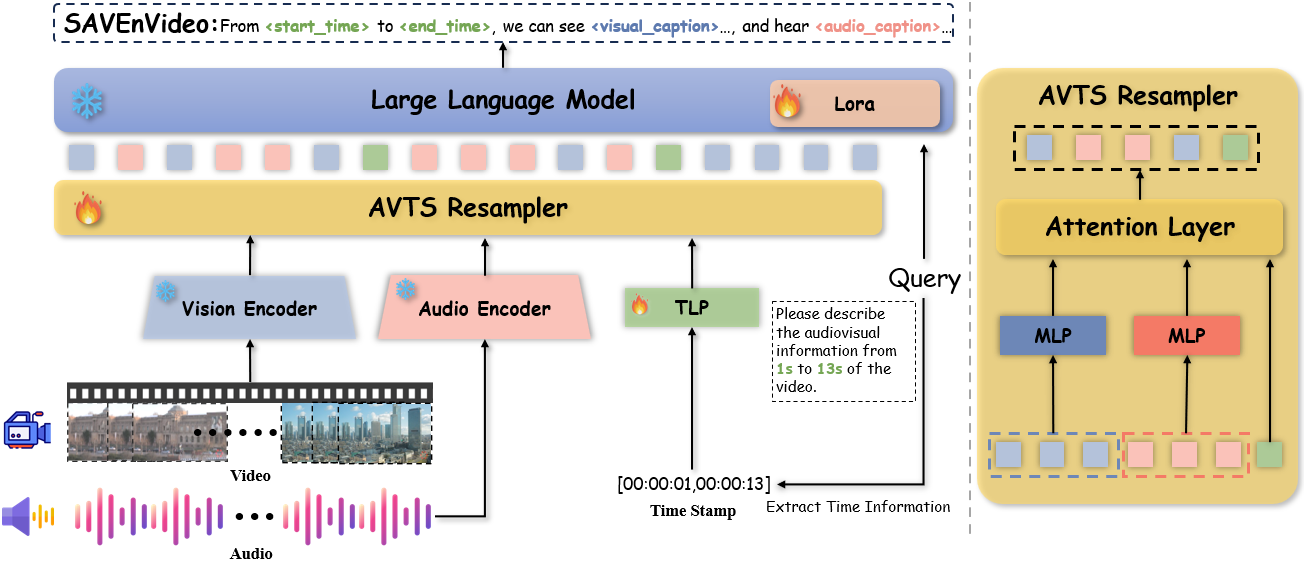 SAVEnVideo: From <start_time> to <end_time>, we can see <visual_caption>..., and hear <audio_caption>...
Large Language Model
Lora
AVTS Resampler
Vision Encoder
Audio Encoder
TLP
Query
Please describe
the audiovisual
information from
1s to 13s of the
video.
Video
[00:00:01,00:00:13]
Time Stamp
Extract Time Information
Audio
AVTS Resampler
Attention Layer
MLP
MLP